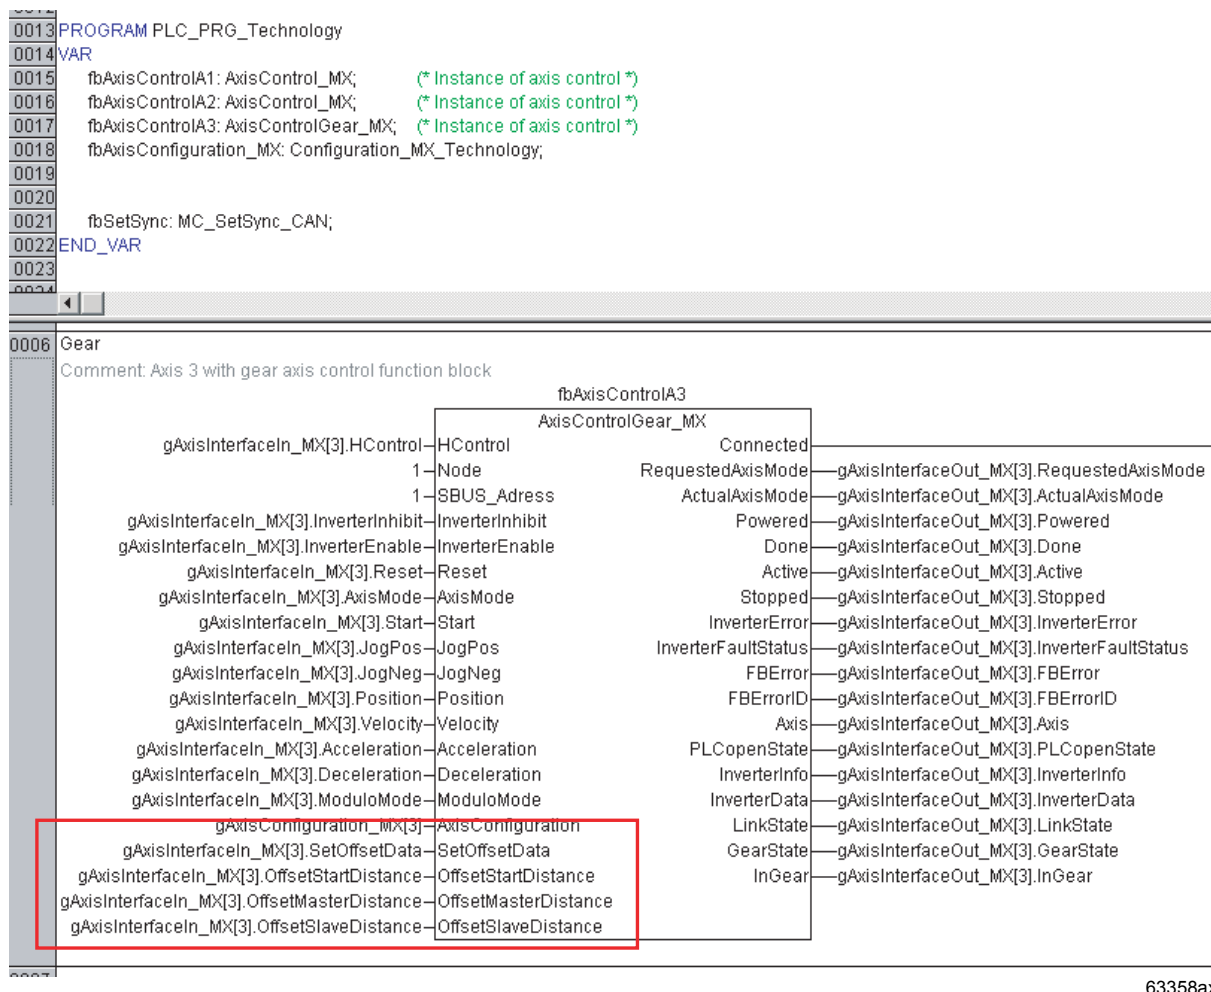 0013 PROGRAM PLC_PRG_Technology
0014 VAR
0015 fbAxisControlA1: AxisControl_MX; (* Instance of axis control *)
0016 fbAxisControlA2: AxisControl_MX; (* Instance of axis control *)
0017 fbAxisControlA3: AxisControlGear_MX; (* Instance of axis control *)
0018 fbAxisConfiguration_MX: Configuration_MX_Technology;
0019
0020
0021 fbSetSync: MC_SetSync_CAN;
0022 END_VAR
0023
0006 Gear
Comment: Axis 3 with gear axis control function block
fbAxisControlA3
AxisControlGear_MX
gAxisInterfaceIn_MX[3].HControl HControl Connected
1 Node RequestedAxisMode gAxisInterfaceOut_MX[3].RequestedAxisMode
1 SBUS_Adress ActualAxisMode gAxisInterfaceOut_MX[3].ActualAxisMode
gAxisInterfaceIn_MX[3].InverterInhibit InverterInhibit Powered gAxisInterfaceOut_MX[3].Powered
gAxisInterfaceIn_MX[3].InverterEnable InverterEnable Done gAxisInterfaceOut_MX[3].Done
gAxisInterfaceIn_MX[3].Reset Reset Active gAxisInterfaceOut_MX[3].Active
gAxisInterfaceIn_MX[3].AxisMode AxisMode Stopped gAxisInterfaceOut_MX[3].Stopped
gAxisInterfaceIn_MX[3].Start Start InverterError gAxisInterfaceOut_MX[3].InverterError
gAxisInterfaceIn_MX[3].JogPos JogPos InverterFaultStatus gAxisInterfaceOut_MX[3].InverterFaultStatus
gAxisInterfaceIn_MX[3].JogNeg JogNeg FBError gAxisInterfaceOut_MX[3].FBError
gAxisInterfaceIn_MX[3].Position Position FBErrorID gAxisInterfaceOut_MX[3].FBErrorID
gAxisInterfaceIn_MX[3].Velocity Velocity Axis gAxisInterfaceOut_MX[3].Axis
gAxisInterfaceIn_MX[3].Acceleration Acceleration PLCopenState gAxisInterfaceOut_MX[3].PLCopenState
gAxisInterfaceIn_MX[3].Deceleration Deceleration InverterInfo gAxisInterfaceOut_MX[3].InverterInfo
gAxisInterfaceIn_MX[3].ModuloMode ModuloMode InverterData gAxisInterfaceOut_MX[3].InverterData
gAxisConfiguration_MX[3] AxisConfiguration LinkState gAxisInterfaceOut_MX[3].LinkState
gAxisInterfaceIn_MX[3].SetOffsetData SetOffsetData GearState gAxisInterfaceOut_MX[3].GearState
gAxisInterfaceIn_MX[3].OffsetStartDistance OffsetStartDistance InGear gAxisInterfaceOut_MX[3].InGear
gAxisInterfaceIn_MX[3].OffsetMasterDistance OffsetMasterDistance
gAxisInterfaceIn_MX[3].OffsetSlaveDistance OffsetSlaveDistance
63358ax